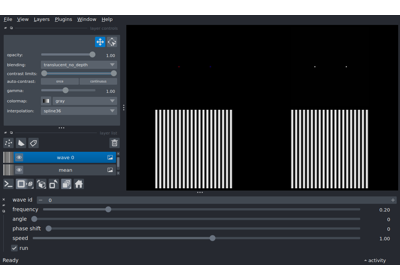 File View Layers Plugins Window Help
opacity: 1.00
blending: translucent_no_depth
contrast limits:
auto-contrast: once continuous
gamma: 1.00
colormap: gray
interpolation: spline36
wave 0
mean
wave id 0
frequency 0.20
angle 0
phase shift 0
speed 1.00
run
Ready activity